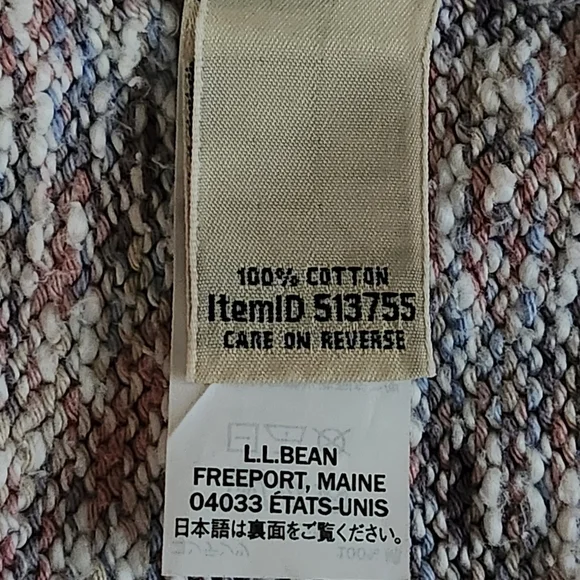 100% COTTON
ItemID 513755
CARE ON REVERSE
L.L.BEAN
FREEPORT, MAINE
04033 ÉTATS-UNIS
日本語は裏面をご覧ください。